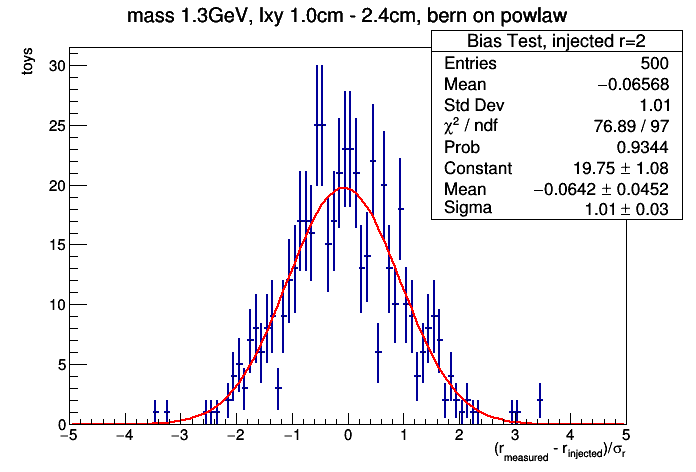 mass 1.3GeV, lxy 1.0cm - 2.4cm, bern on powlaw
Bias Test, injected r=2
Entries 500
Mean −0.06568
Std Dev 1.01
χ² / ndf 76.89 / 97
Prob 0.9344
Constant 19.75 ± 1.08
Mean −0.0642 ± 0.0452
Sigma 1.01 ± 0.03
toys
30
25
20
15
10
5
0
−5 −4 −3 −2 −1 0 1 2 3 4 5
(r_measured - r_injected)/σ_r